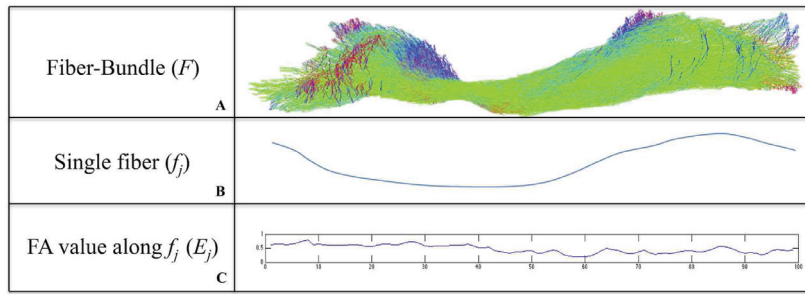 Fiber-Bundle (F)
A
Single fiber (fj)
B
FA value along fj (Ej)
C
1
0.5
0
0 10 20 30 40 50 60 70 80 90 100